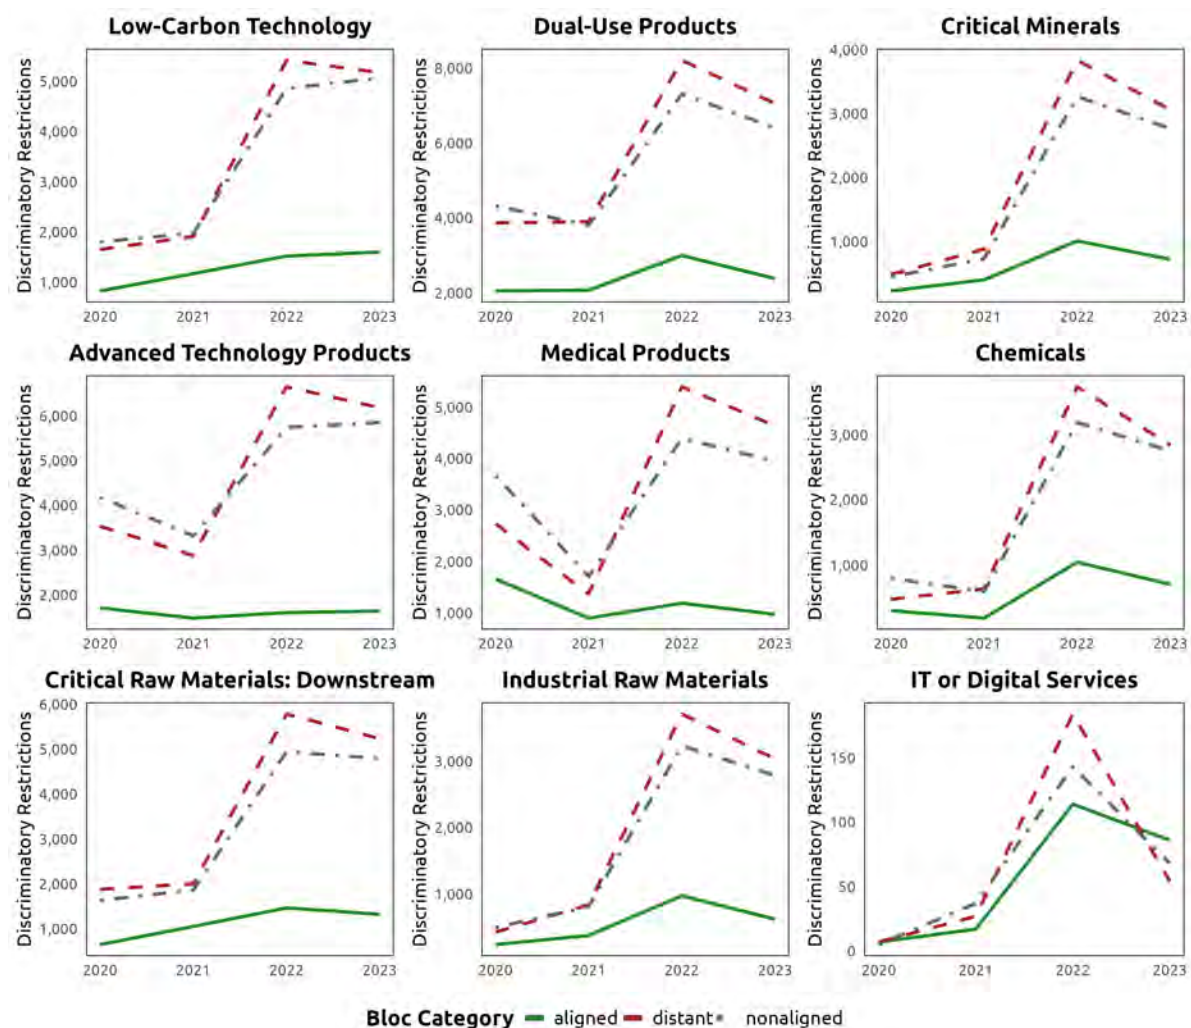 Low-Carbon Technology
Discriminatory Restrictions
5,000
4,000
3,000
2,000
1,000
2020 2021 2022 2023
Dual-Use Products
Discriminatory Restrictions
8,000
6,000
4,000
2,000
2020 2021 2022 2023
Critical Minerals
Discriminatory Restrictions
4,000
3,000
2,000
1,000
2020 2021 2022 2023
Advanced Technology Products
Discriminatory Restrictions
6,000
5,000
4,000
3,000
2,000
2020 2021 2022 2023
Medical Products
Discriminatory Restrictions
5,000
4,000
3,000
2,000
1,000
2020 2021 2022 2023
Chemicals
Discriminatory Restrictions
3,000
2,000
1,000
2020 2021 2022 2023
Critical Raw Materials: Downstream
Discriminatory Restrictions
6,000
5,000
4,000
3,000
2,000
1,000
2020 2021 2022 2023
Industrial Raw Materials
Discriminatory Restrictions
3,000
2,000
1,000
2020 2021 2022 2023
IT or Digital Services
Discriminatory Restrictions
150
100
50
0
2020 2021 2022 2023
Bloc Category aligned distant nonaligned